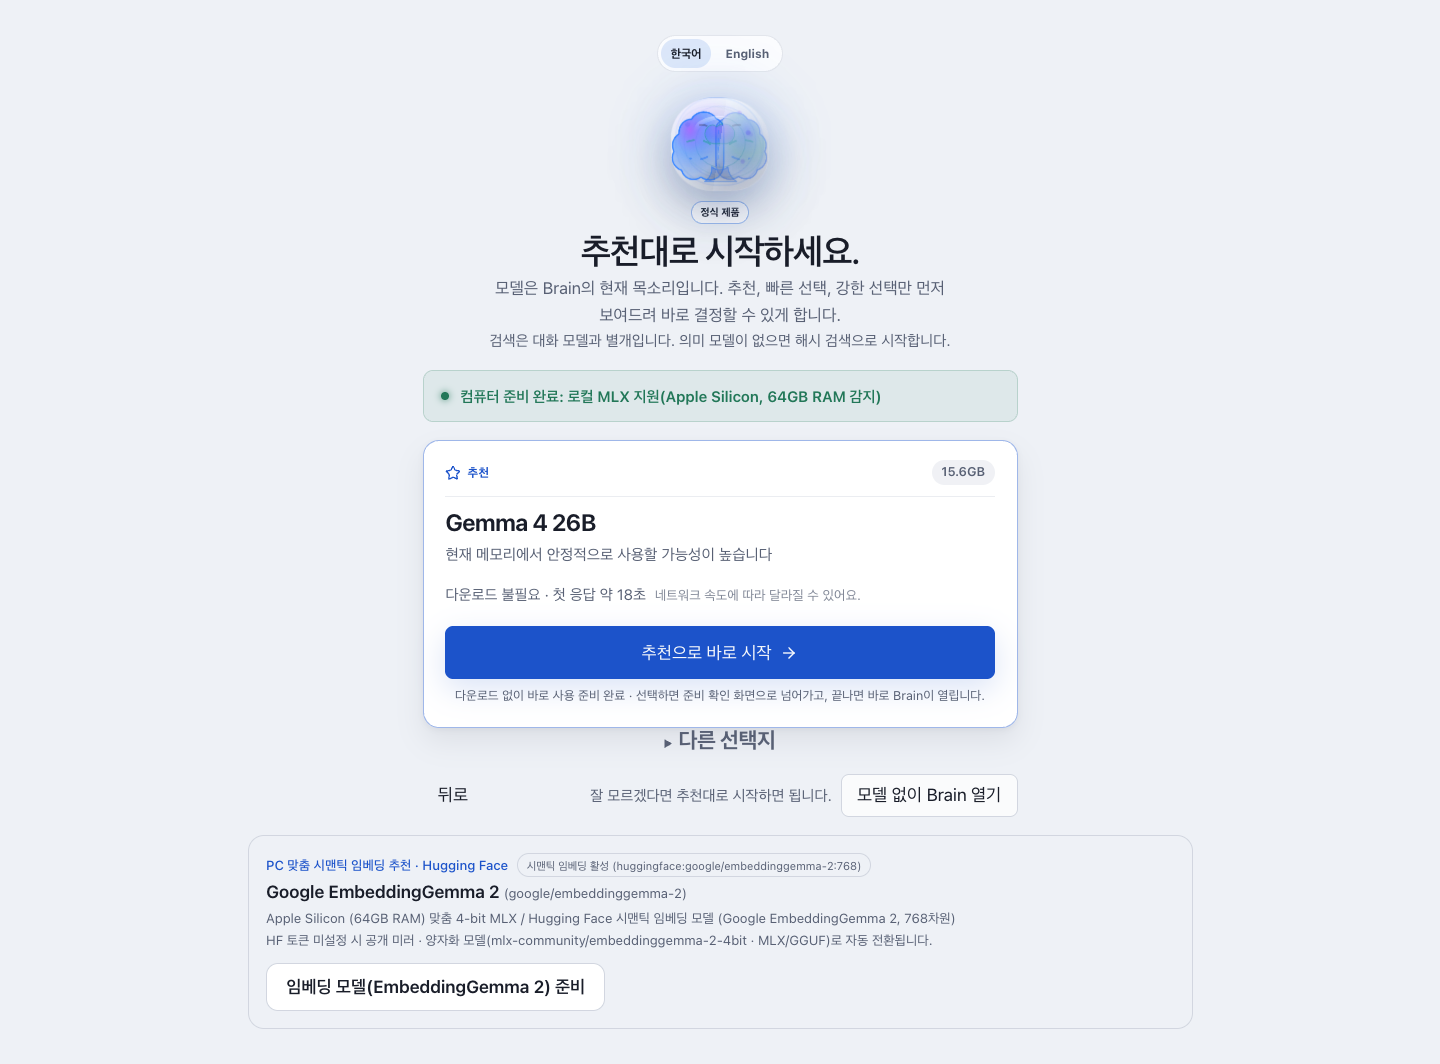 한국어 English
정식 제품
추천대로 시작하세요.
모델은 Brain의 현재 목소리입니다. 추천, 빠른 선택, 강한 선택만 먼저
보여드려 바로 결정할 수 있게 합니다.
검색은 대화 모델과 별개입니다. 의미 모델이 없으면 해시 검색으로 시작합니다.
컴퓨터 준비 완료: 로컬 MLX 지원(Apple Silicon, 64GB RAM 감지)
추천 15.6GB
Gemma 4 26B
현재 메모리에서 안정적으로 사용할 가능성이 높습니다
다운로드 불필요 · 첫 응답 약 18초 네트워크 속도에 따라 달라질 수 있어요.
추천으로 바로 시작 →
다운로드 없이 바로 사용 준비 완료 · 선택하면 준비 확인 화면으로 넘어가고, 끝나면 바로 Brain이 열립니다.
▸ 다른 선택지
뒤로 잘 모르겠다면 추천대로 시작하면 됩니다. 모델 없이 Brain 열기
PC 맞춤 시맨틱 임베딩 추천 · Hugging Face 시맨틱 임베딩 활성 (huggingface:google/embeddinggemma-2:768)
Google EmbeddingGemma 2 (google/embeddinggemma-2)
Apple Silicon (64GB RAM) 맞춤 4-bit MLX / Hugging Face 시맨틱 임베딩 모델 (Google EmbeddingGemma 2, 768차원)
HF 토큰 미설정 시 공개 미러 · 양자화 모델(mlx-community/embeddinggemma-2-4bit · MLX/GGUF)로 자동 전환됩니다.
임베딩 모델(EmbeddingGemma 2) 준비